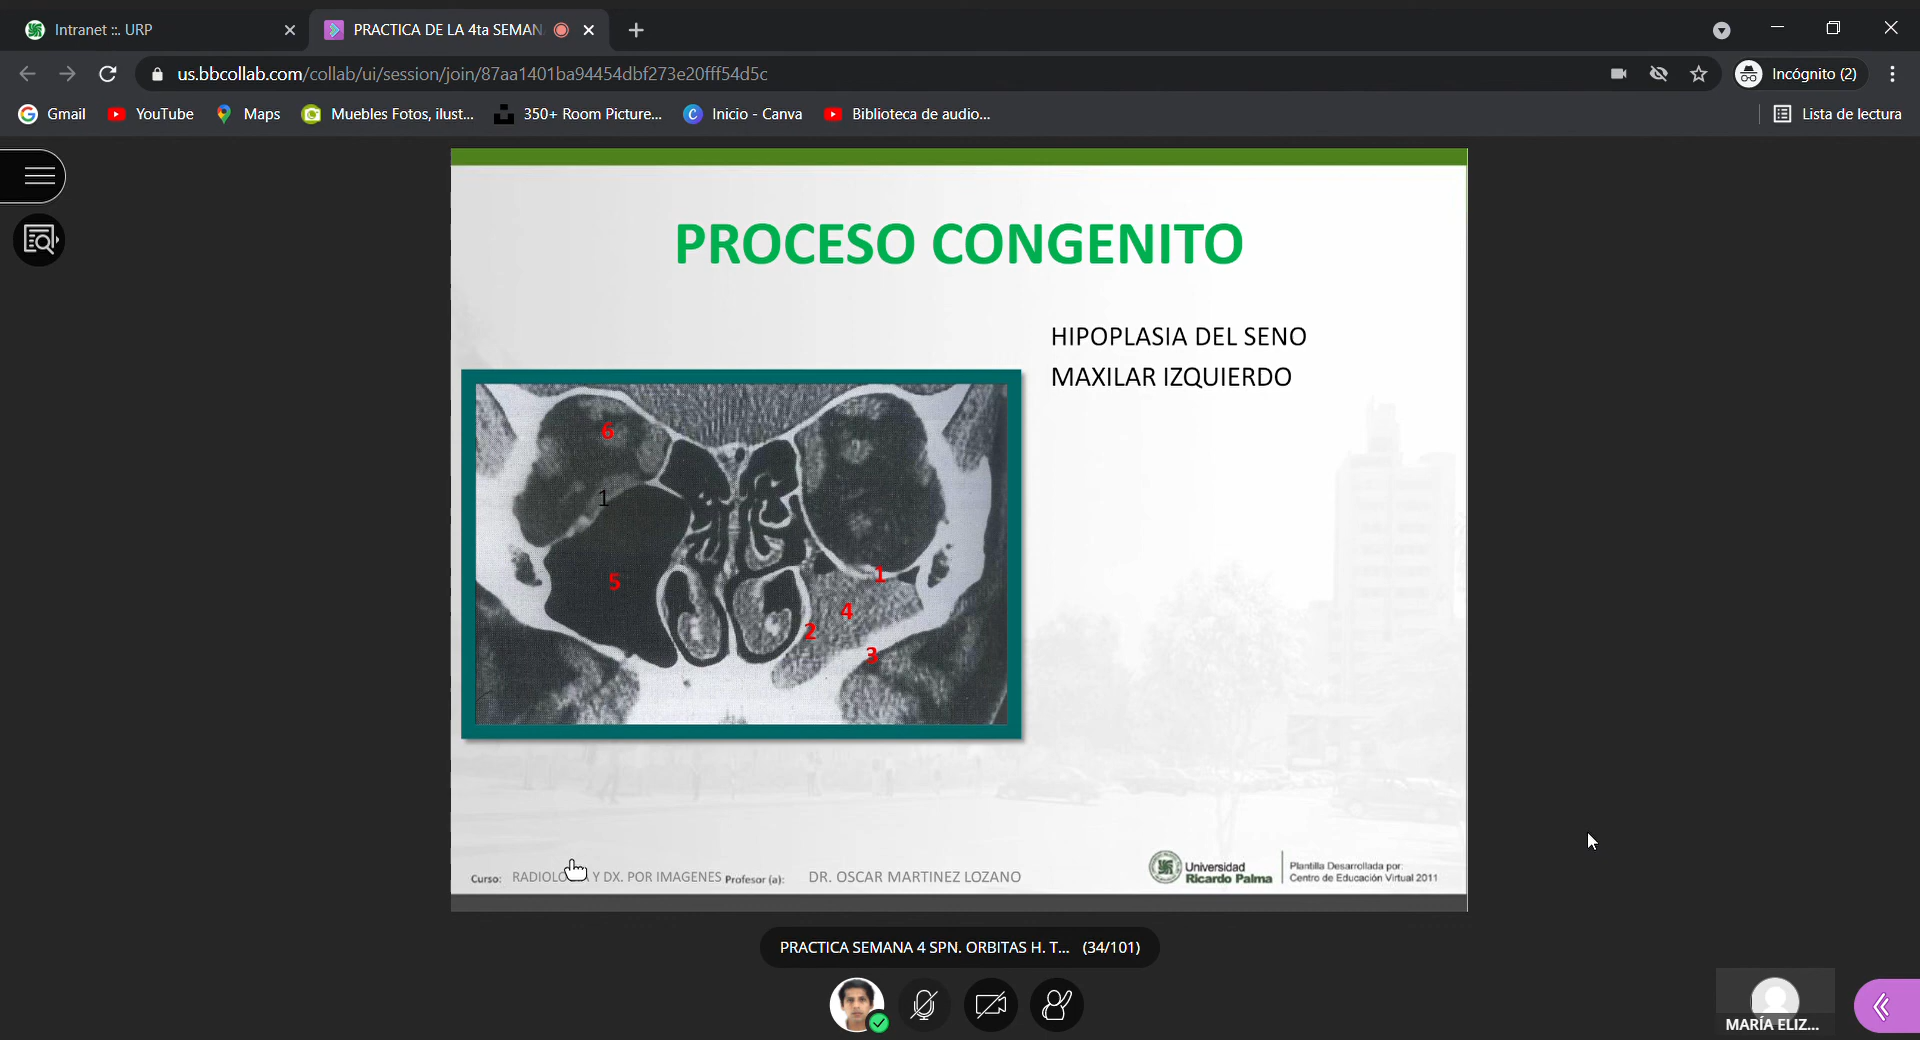 Intranet ::. URP
PRACTICA DE LA 4ta SEMAN
us.bbcollab.com/collab/ui/session/join/87aa1401ba94454dbf273e20fff54d5c
Incógnito (2)
Gmail
YouTube
Maps
Muebles Fotos, ilust...
350+ Room Picture...
Inicio - Canva
Biblioteca de audio...
Lista de lectura
PROCESO CONGENITO
HIPOPLASIA DEL SENO
MAXILAR IZQUIERDO
6
1
5
1
4
2
3
Curso: RADIOLO A Y DX. POR IMAGENES Profesor (a): DR. OSCAR MARTINEZ LOZANO
Universidad
Ricardo Palma
Plantilla Desarrollada por:
Centro de Educación Virtual 2011
PRACTICA SEMANA 4 SPN. ORBITAS H. T... (34/101)
MARÍA ELIZ...